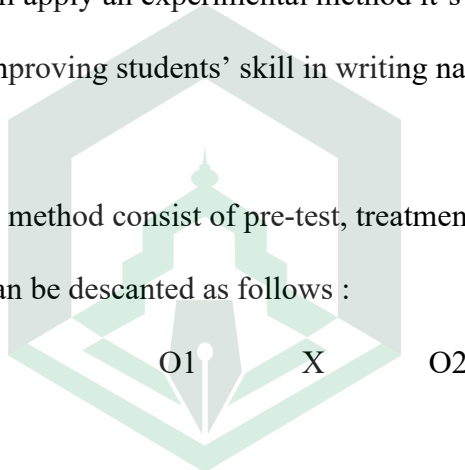 apply an experimental method it's
mproving students' skill in writing na
method consist of pre-test, treatmen
an be descanted as follows :
O1 X O2